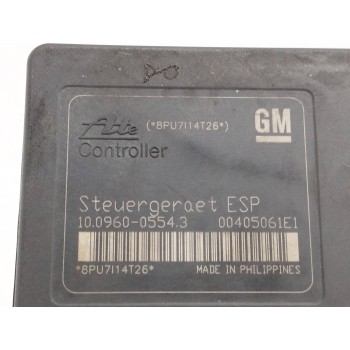 Ate (*8PU7I14T26*) GM
Controller
Steuergeraet ESP
10.0960-0554.3 00405061E1
*8PU7I14T26* MADE IN PHILIPPINES